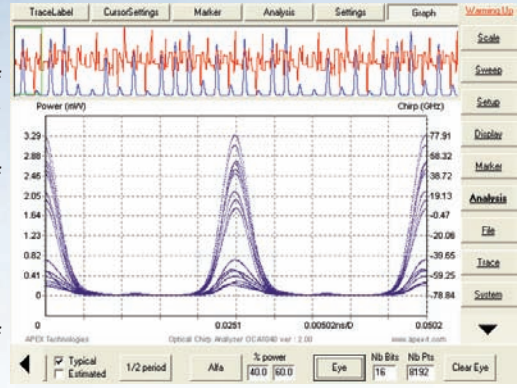 TraceLabel CursorSettings Marker Analysis Settings Graph Warming Up
Scale
Sweep
Setup
Display
Marker
Analysis
File
Trace
System
Power (mW) Chirp (GHz)
3.29 77.91
2.88 58.32
2.46 38.72
2.05 19.13
1.64 -0.47
1.23 -20.06
0.82 -39.65
0.41 -59.25
0 -78.84
0 0.0251 0.00502ns/D 0.0502
APEX Technologies Optical Chirp Analyzer OCA1040 ver : 2.00 www.apex-t.com
Typical
Estimated
1/2 period Alfa
% power
40.0 60.0
Eye
Nb Bits Nb Pts
16 8192
Clear Eye